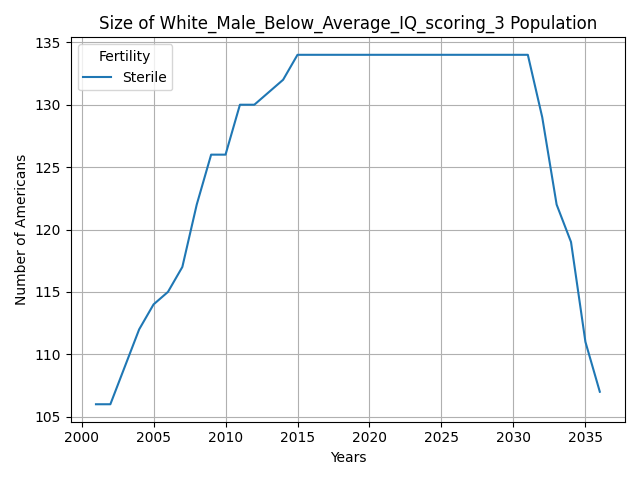 Size of White_Male_Below_Average_IQ_scoring_3 Population
Fertility
Sterile
Number of Americans
135
130
125
120
115
110
105
2000 2005 2010 2015 2020 2025 2030 2035
Years